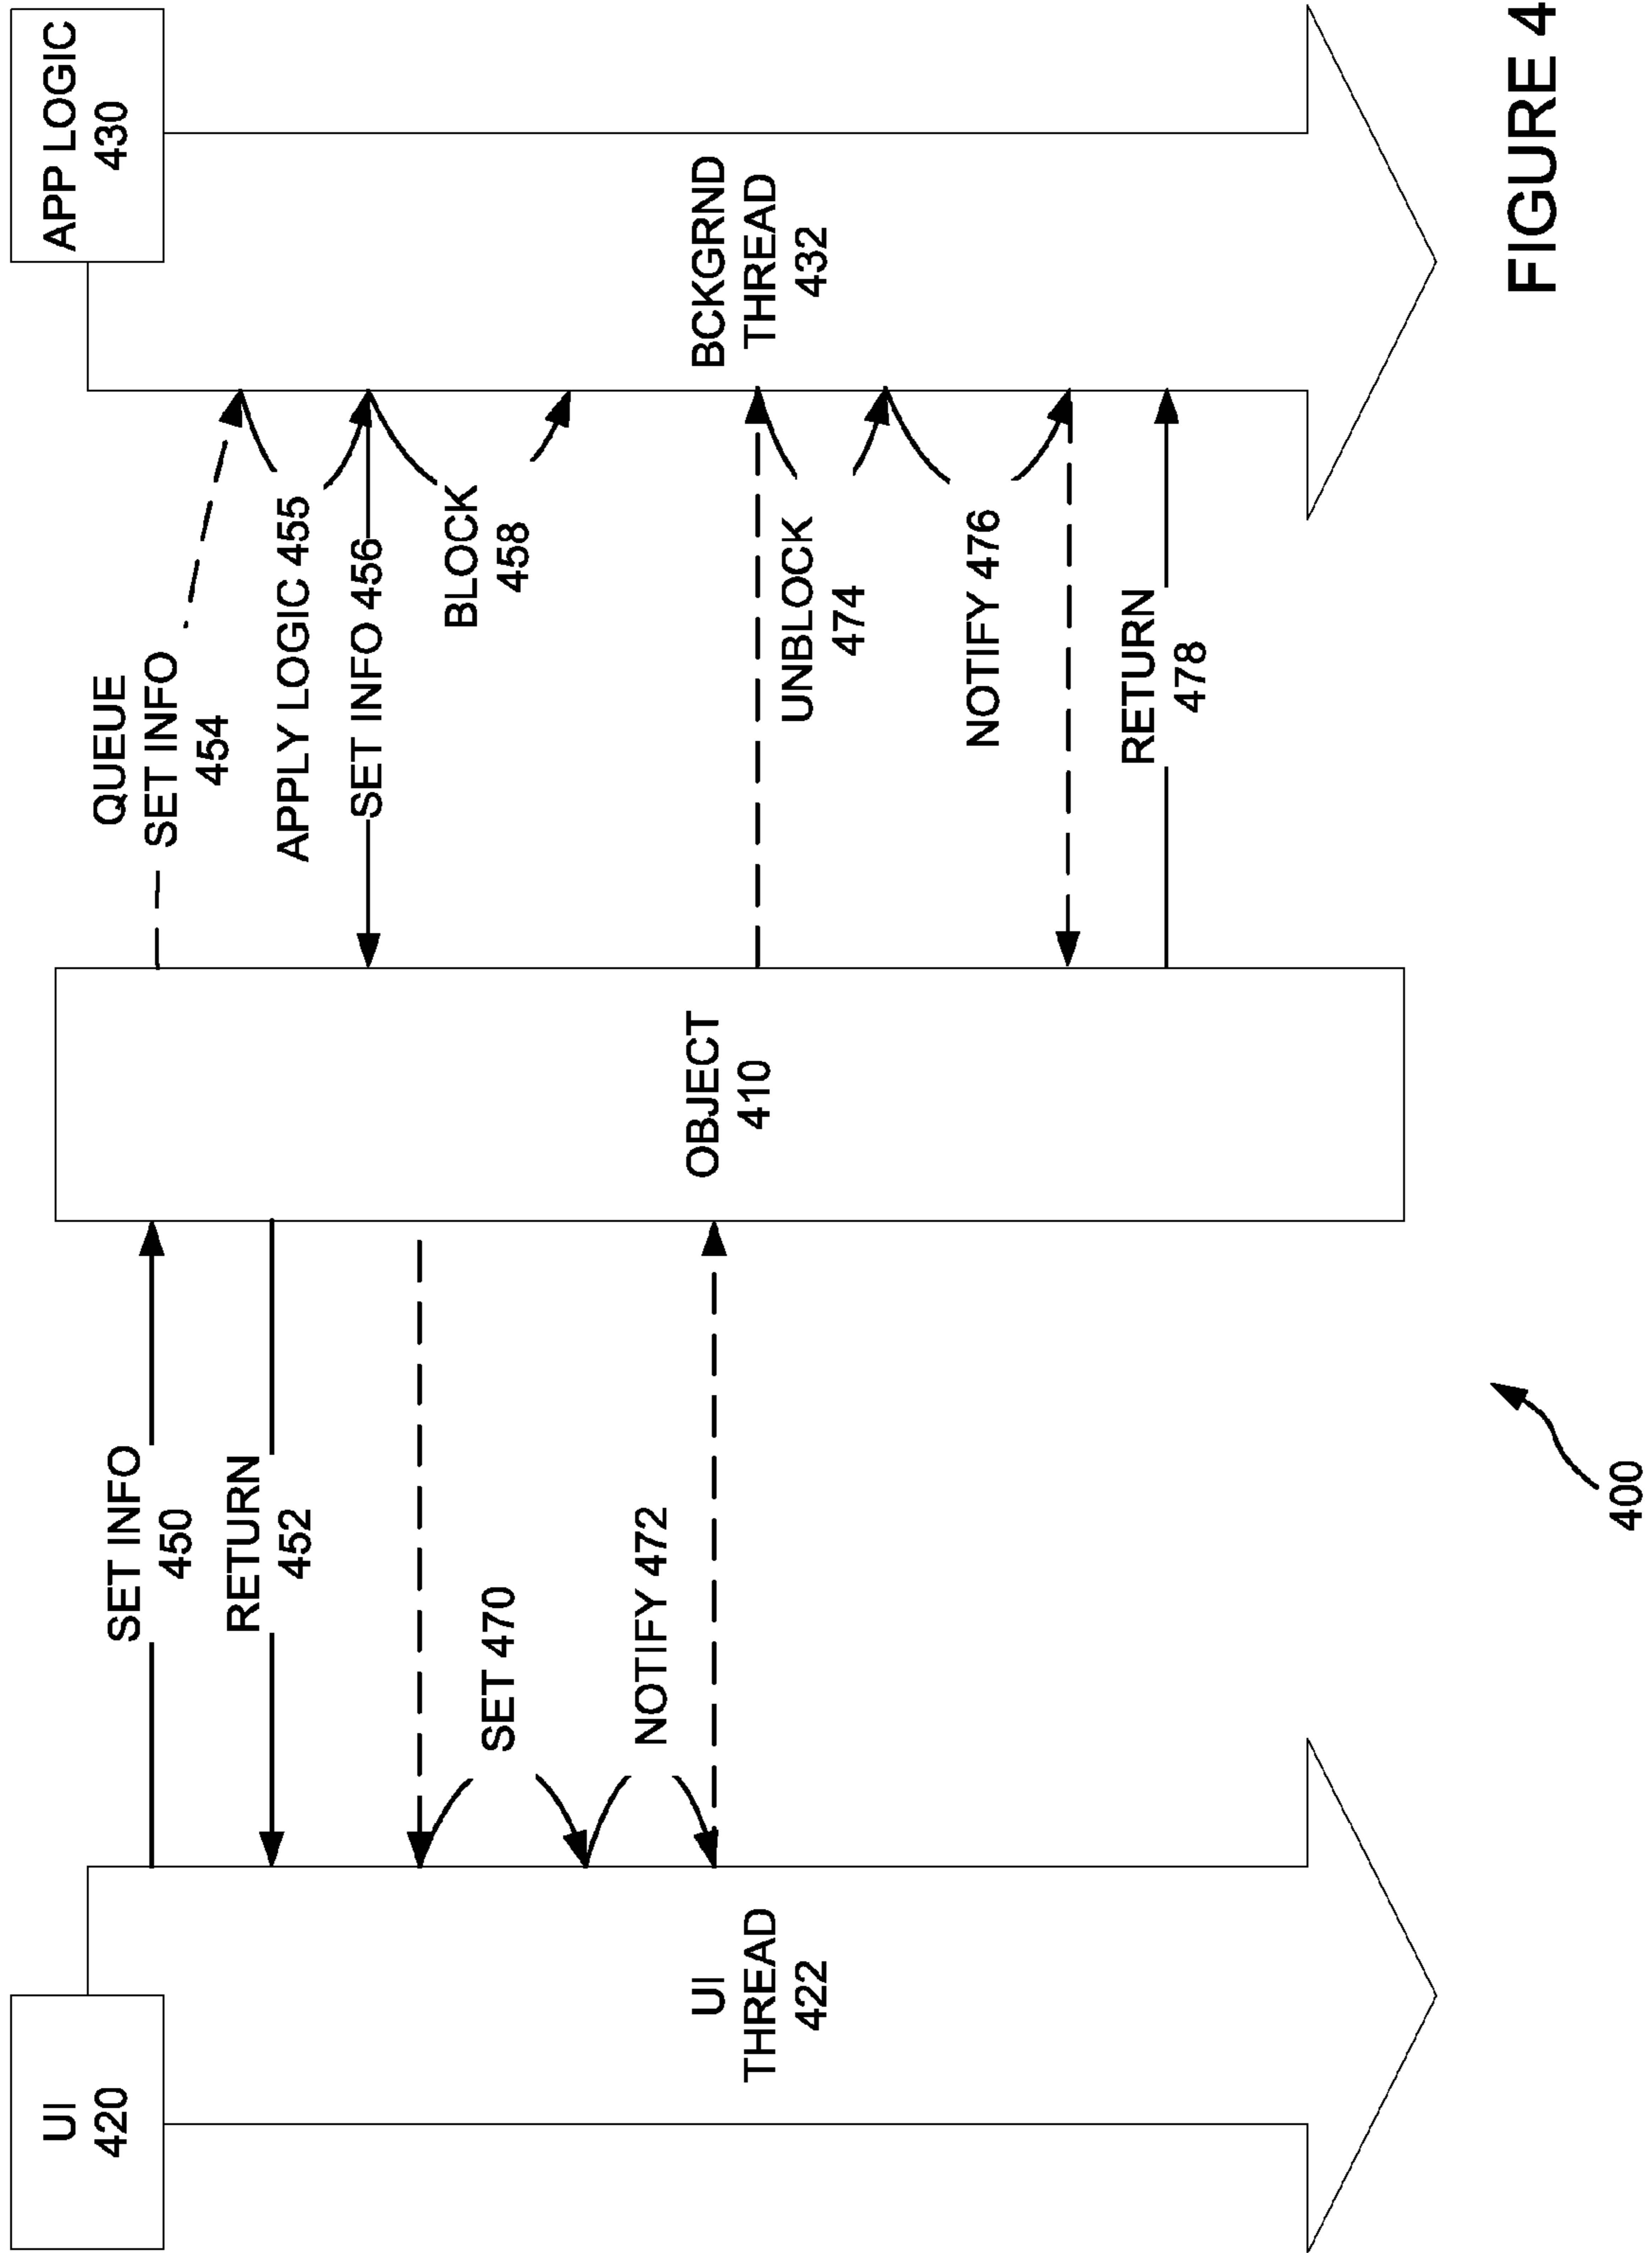 UI
420
APP LOGIC
430
SET INFO
450
QUEUE
SET INFO
454
RETURN
452
APPLY LOGIC 455
SET INFO 456
BLOCK
458
SET 470
NOTIFY 472
UI
THREAD
422
OBJECT
410
BCKGRND
THREAD
432
UNBLOCK
474
NOTIFY 476
RETURN
478
400
FIGURE 4